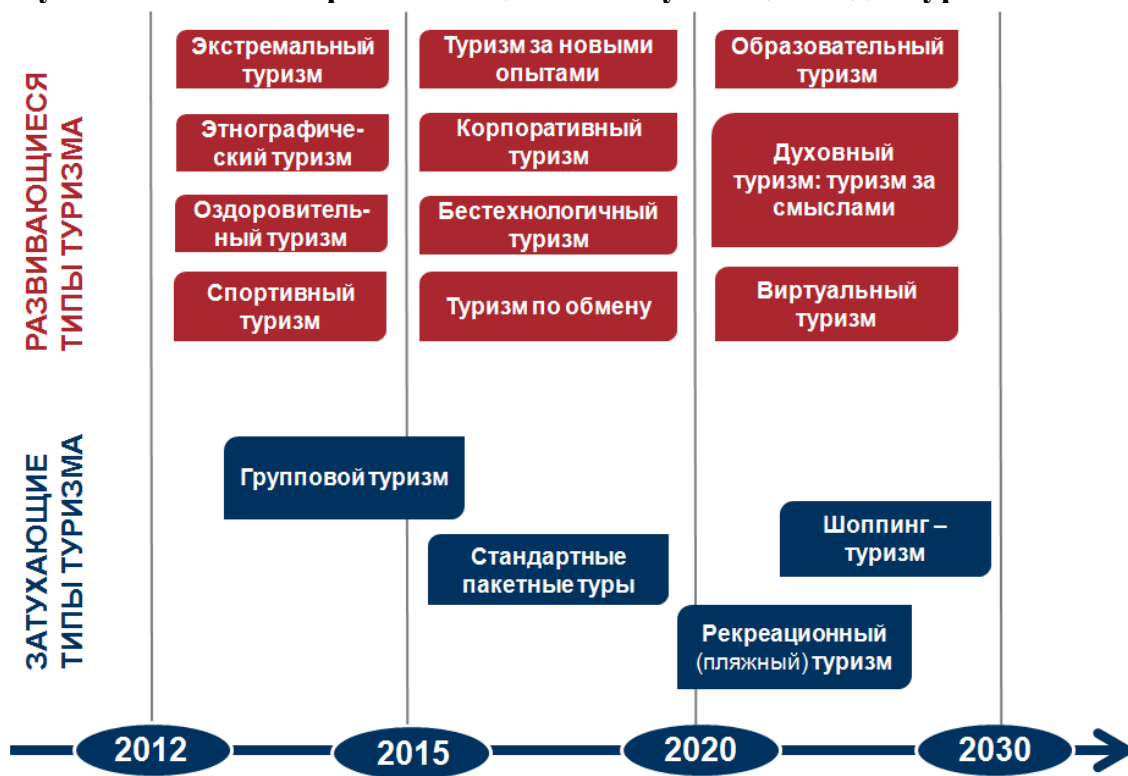 РАЗВИВАЮЩИЕСЯ
ТИПЫ ТУРИЗМА
Экстремальный
туризм
Туризм за новыми
опытами
Образовательный
туризм
Этнографиче-
ский туризм
Корпоративный
туризм
Духовный
туризм: туризм за
смыслами
Оздоровитель-
ный туризм
Бестехнологичный
туризм
Спортивный
туризм
Туризм по обмену
Виртуальный
туризм
ЗАТУХАЮЩИЕ
ТИПЫ ТУРИЗМА
Групповой туризм
Стандартные
пакетные туры
Шоппинг –
туризм
Рекреационный
(пляжный) туризм
2012
2015
2020
2030